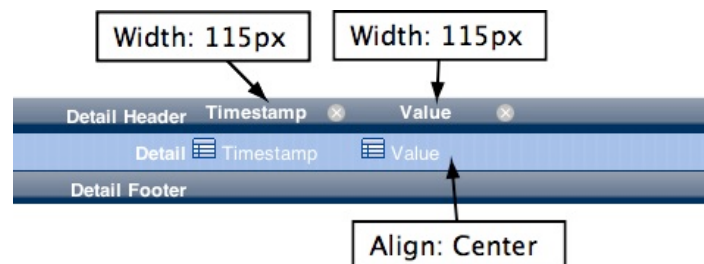 Width: 115px Width: 115px
Detail Header Timestamp Value
Detail Timestamp Value
Detail Footer
Align: Center